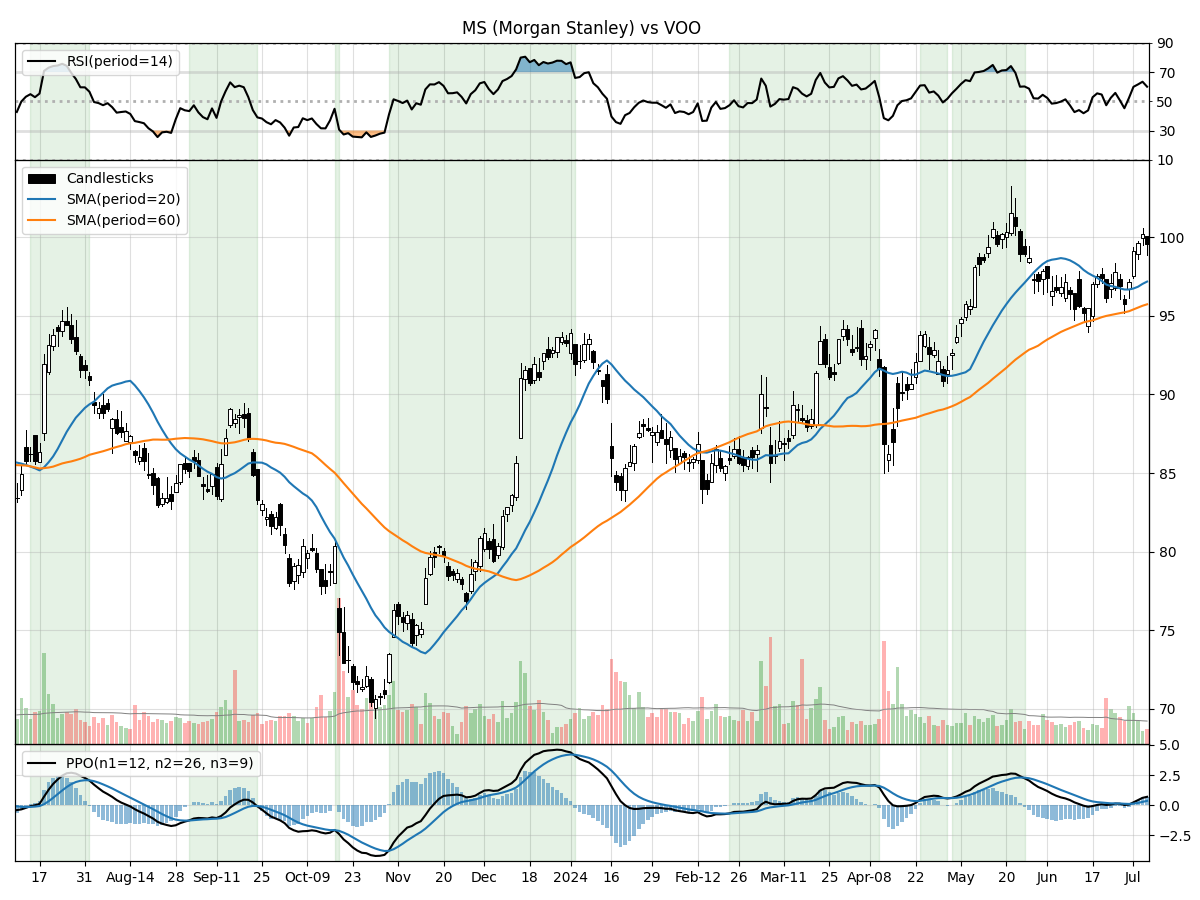 MS (Morgan Stanley) vs VOO
RSI(period=14)
90
70
50
30
10
Candlesticks
SMA(period=20)
SMA(period=60)
100
95
90
85
80
75
70
PPO(n1=12, n2=26, n3=9)
5.0
2.5
0.0
−2.5
17 31 Aug-14 28 Sep-11 25 Oct-09 23 Nov 20 Dec 18 2024 16 29 Feb-12 26 Mar-11 25 Apr-08 22 May 20 Jun 17 Jul